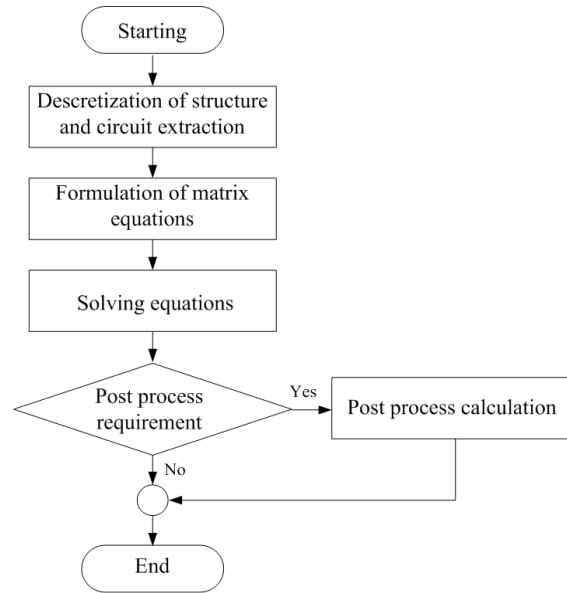 Starting
Descretization of structure
and circuit extraction
Formulation of matrix
equations
Solving equations
Post process
requirement
Yes
Post process calculation
No
End